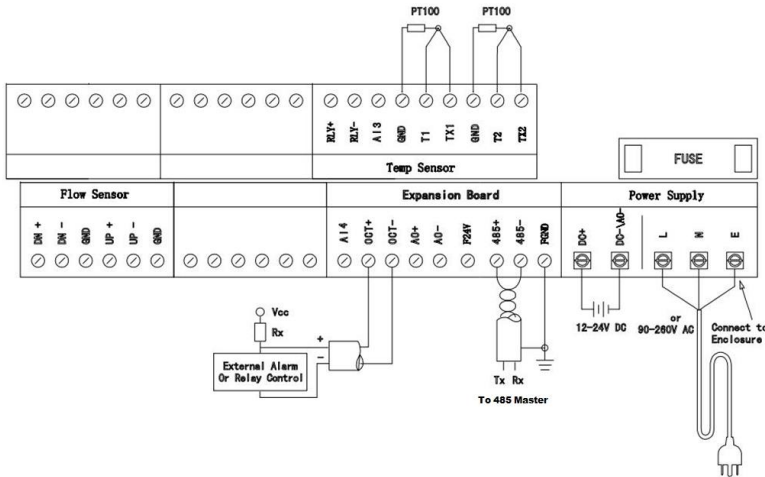 PT100 PT100
RLY+ RLY- AI3 GND T1 TX1 GND T2 TX2
Temp Sensor
FUSE
Flow Sensor Expansion Board Power Supply
DN + DN - GND UP + UP - GND AI4 OCT+ OCT- AO+ AO- P24V 485+ 485- PGND DC+ DC-\AO- L N E
Vcc
Rx
+
-
External Alarm
Or Relay Control
Tx Rx
To 485 Master
12-24V DC
or
90-260V AC
Connect to
Enclosure